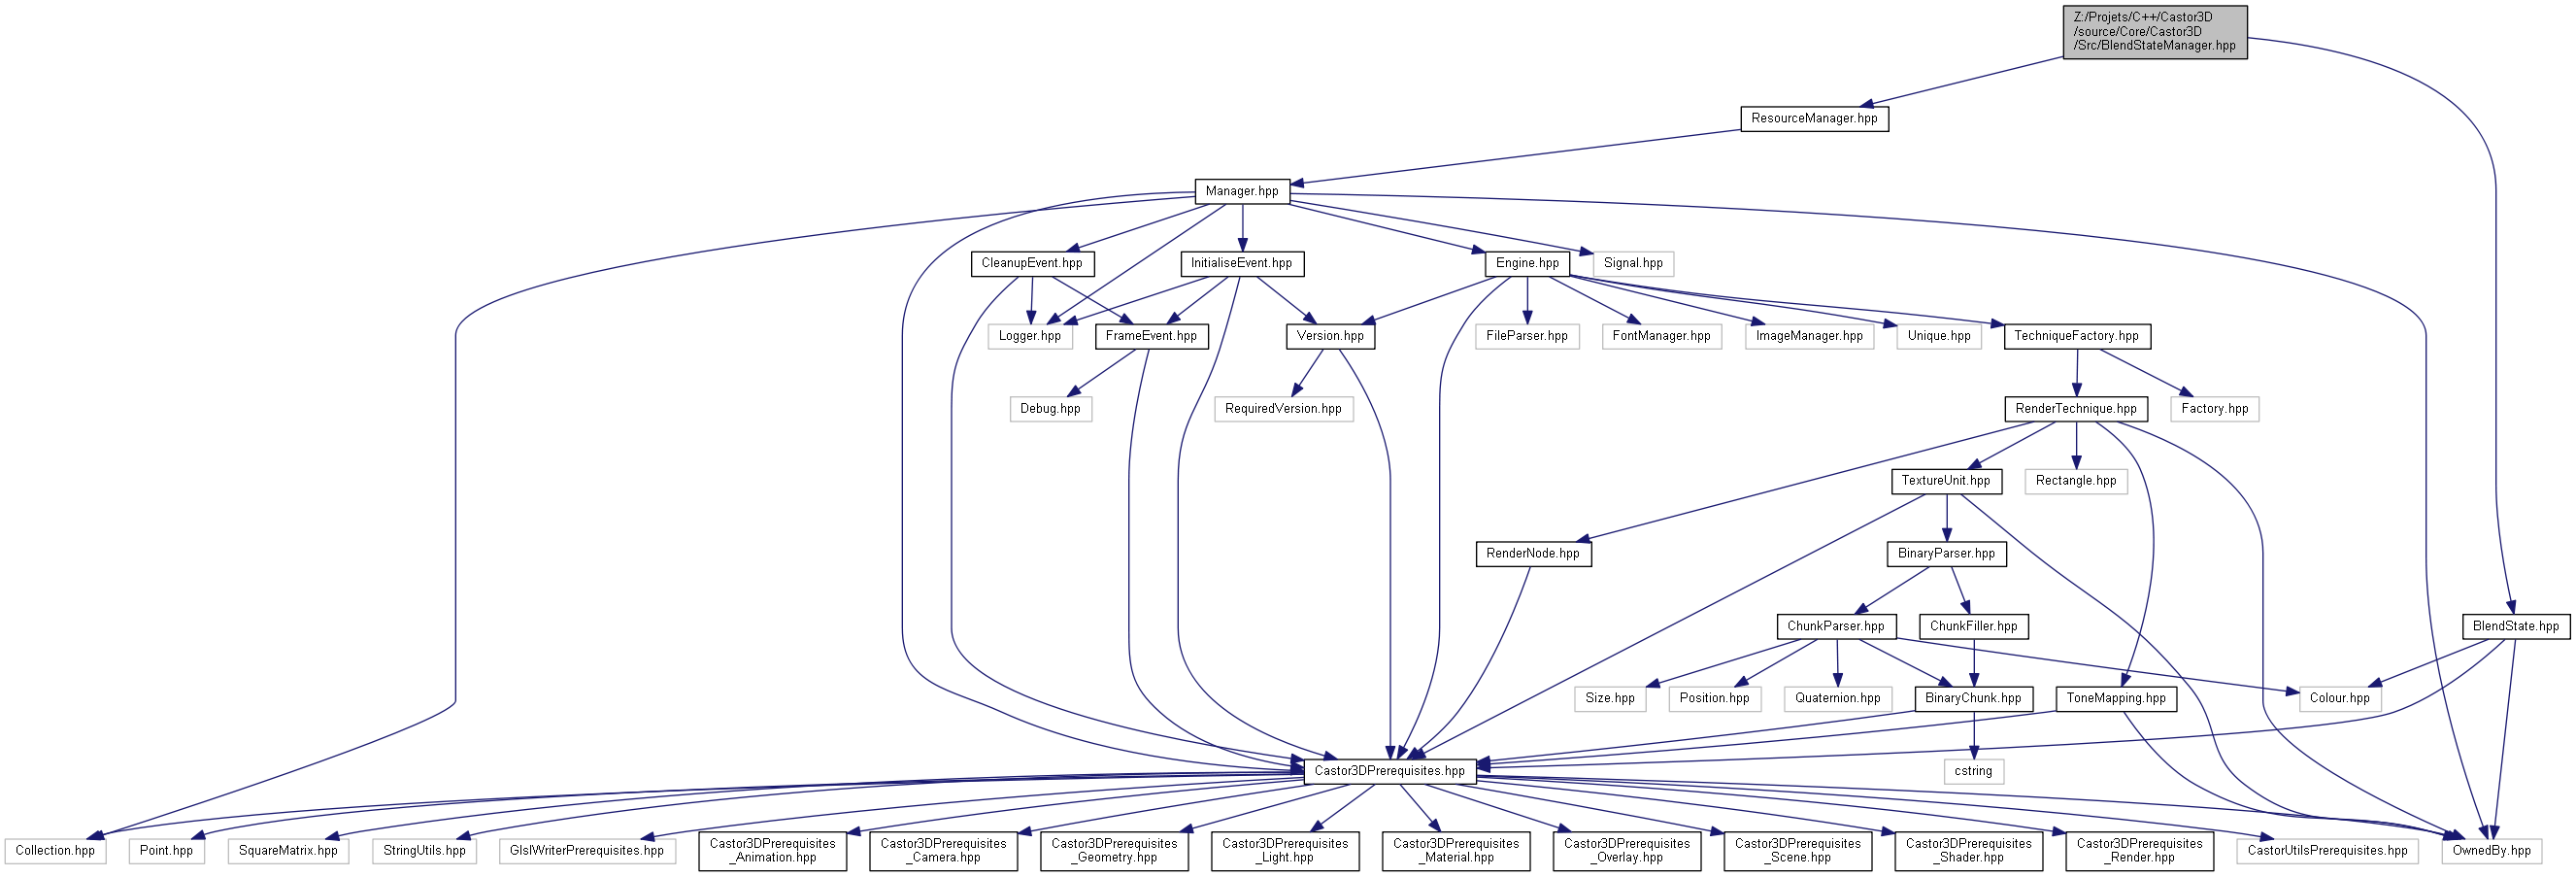 Z:/Projets/C++/Castor3D
/source/Core/Castor3D
/Src/BlendStateManager.hpp
ResourceManager.hpp
Manager.hpp
CleanupEvent.hpp
InitialiseEvent.hpp
Engine.hpp
Signal.hpp
Logger.hpp
FrameEvent.hpp
Version.hpp
FileParser.hpp
FontManager.hpp
ImageManager.hpp
Unique.hpp
TechniqueFactory.hpp
Debug.hpp
RequiredVersion.hpp
RenderTechnique.hpp
Factory.hpp
TextureUnit.hpp
Rectangle.hpp
RenderNode.hpp
BinaryParser.hpp
ChunkParser.hpp
ChunkFiller.hpp
BlendState.hpp
Size.hpp
Position.hpp
Quaternion.hpp
BinaryChunk.hpp
ToneMapping.hpp
Colour.hpp
Castor3DPrerequisites.hpp
cstring
Collection.hpp
Point.hpp
SquareMatrix.hpp
StringUtils.hpp
GlslWriterPrerequisites.hpp
Castor3DPrerequisites
_Animation.hpp
Castor3DPrerequisites
_Camera.hpp
Castor3DPrerequisites
_Geometry.hpp
Castor3DPrerequisites
_Light.hpp
Castor3DPrerequisites
_Material.hpp
Castor3DPrerequisites
_Overlay.hpp
Castor3DPrerequisites
_Scene.hpp
Castor3DPrerequisites
_Shader.hpp
Castor3DPrerequisites
_Render.hpp
CastorUtilsPrerequisites.hpp
OwnedBy.hpp